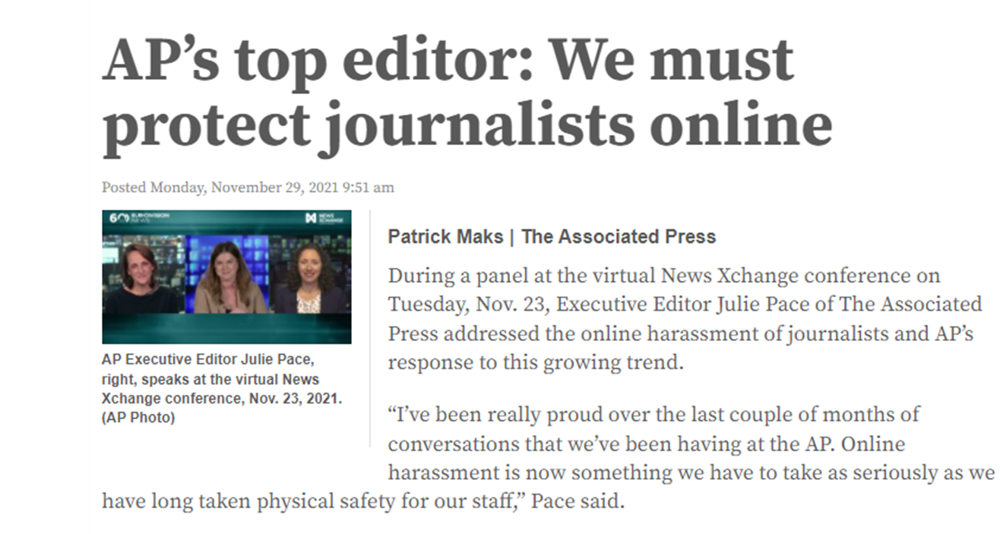 AP’s top editor: We must
protect journalists online
Posted Monday, November 29, 2021 9:51 am
60 EUROVISION
NEWS
NEWS
XCHANGE
AP Executive Editor Julie Pace,
right, speaks at the virtual News
Xchange conference, Nov. 23, 2021.
(AP Photo)
Patrick Maks | The Associated Press
During a panel at the virtual News Xchange conference on
Tuesday, Nov. 23, Executive Editor Julie Pace of The Associated
Press addressed the online harassment of journalists and AP’s
response to this growing trend.
“I’ve been really proud over the last couple of months of
conversations that we’ve been having at the AP. Online
harassment is now something we have to take as seriously as we
have long taken physical safety for our staff,” Pace said.